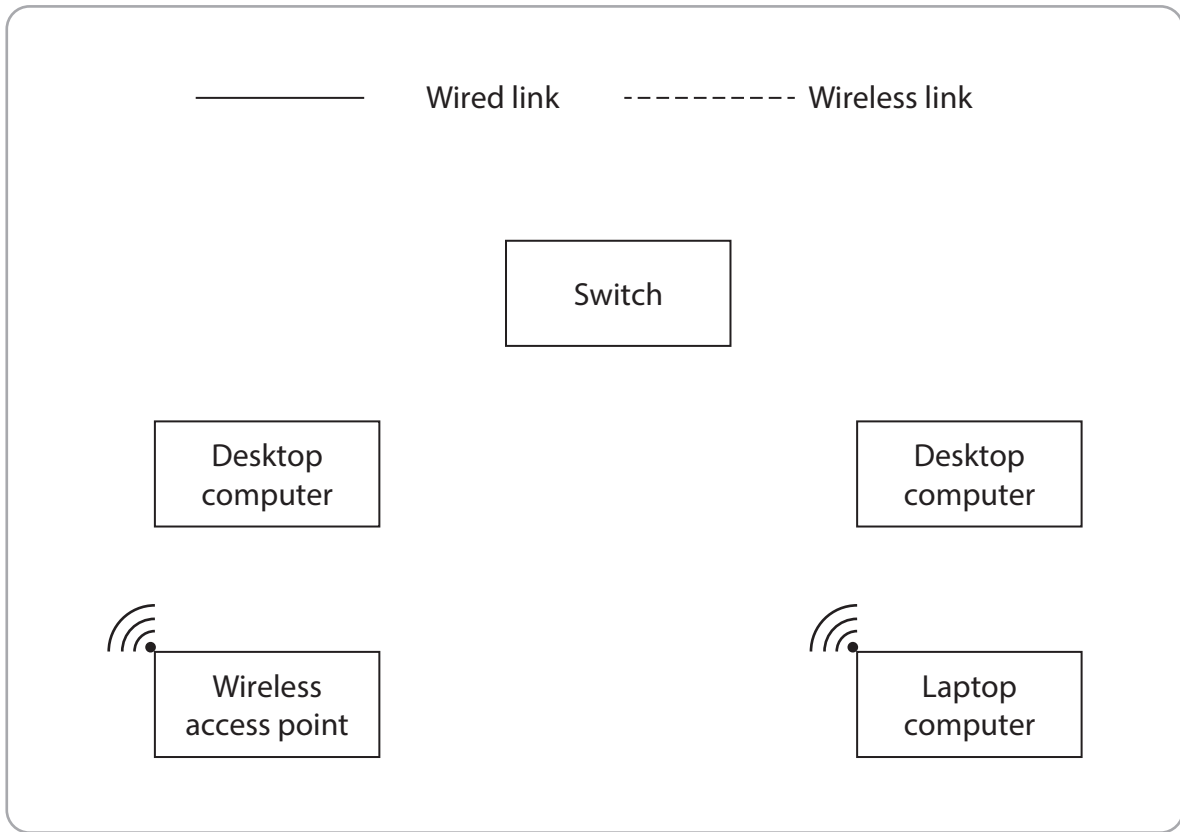 Wired link
Wireless link
Switch
Desktop
computer
Desktop
computer
Wireless
access point
Laptop
computer